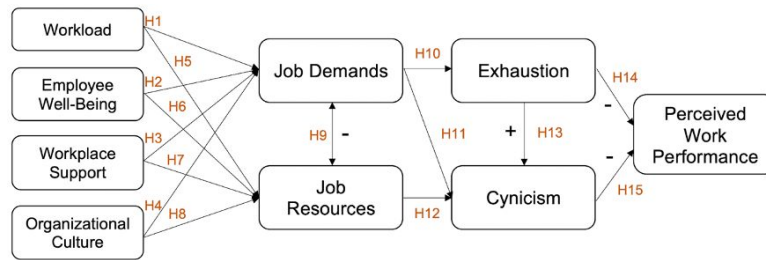 Workload
Employee
Well-Being
Workplace
Support
Organizational
Culture
H1
H5
H2
H6
H3
H7
H4
H8
Job Demands
H9 -
Job
Resources
H10
H11
H12
Exhaustion
+ H13
Cynicism
H14
-
-
H15
Perceived
Work
Performance